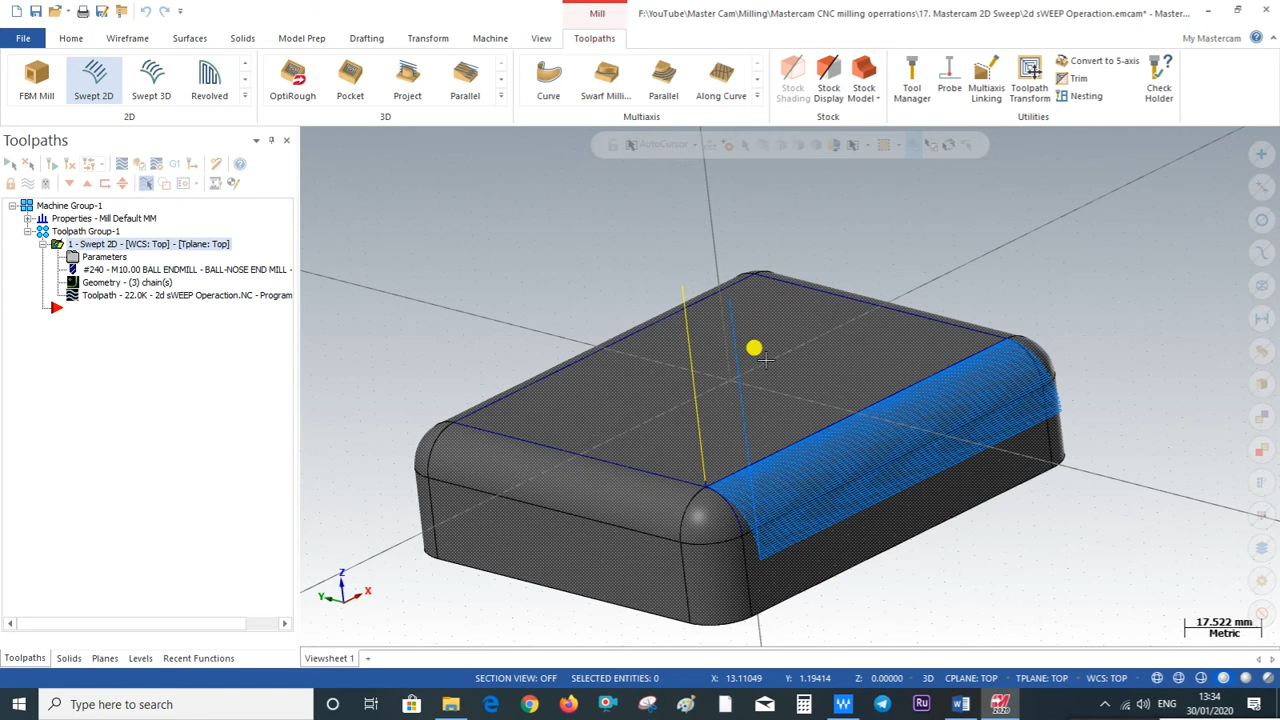 Mill
F:\YouTube\Master Cam\Milling\Mastercam CNC milling operrations\17. Mastercam 2D Sweep\2d sWEEP Operaction.emcam* - Master...
File
Home
Wireframe
Surfaces
Solids
Model Prep
Drafting
Transform
Machine
View
Toolpaths
My Mastercam
FBM Mill
Swept 2D
Swept 3D
Revolved
OptiRough
Pocket
Project
Parallel
Curve
Swarf Milli...
Parallel
Along Curve
Stock Shading
Stock Display
Stock Model
Tool Manager
Probe
Multiaxis Linking
Toolpath Transform
Convert to 5-axis
Trim
Nesting
Check Holder
2D
3D
Multiaxis
Stock
Utilities
Toolpaths
AutoCursor
G1
Machine Group-1
Properties - Mill Default MM
Toolpath Group-1
1 - Swept 2D - [WCS: Top] - [Tplane: Top]
Parameters
#240 - M10.00 BALL ENDMILL - BALL-NOSE END MILL -
Geometry - (3) chain(s)
Toolpath - 22.0K - 2d sWEEP Operaction.NC - Program
Z
X
Y
17.522 mm
Metric
Toolpaths
Solids
Planes
Levels
Recent Functions
Viewsheet 1
+
SECTION VIEW: OFF
SELECTED ENTITIES: 0
X: 13.11049
Y: 1.19414
Z: 0.00000
3D
CPLANE: TOP
TPLANE: TOP
WCS: TOP
Type here to search
Ru
ENG
13:34
30/01/2020